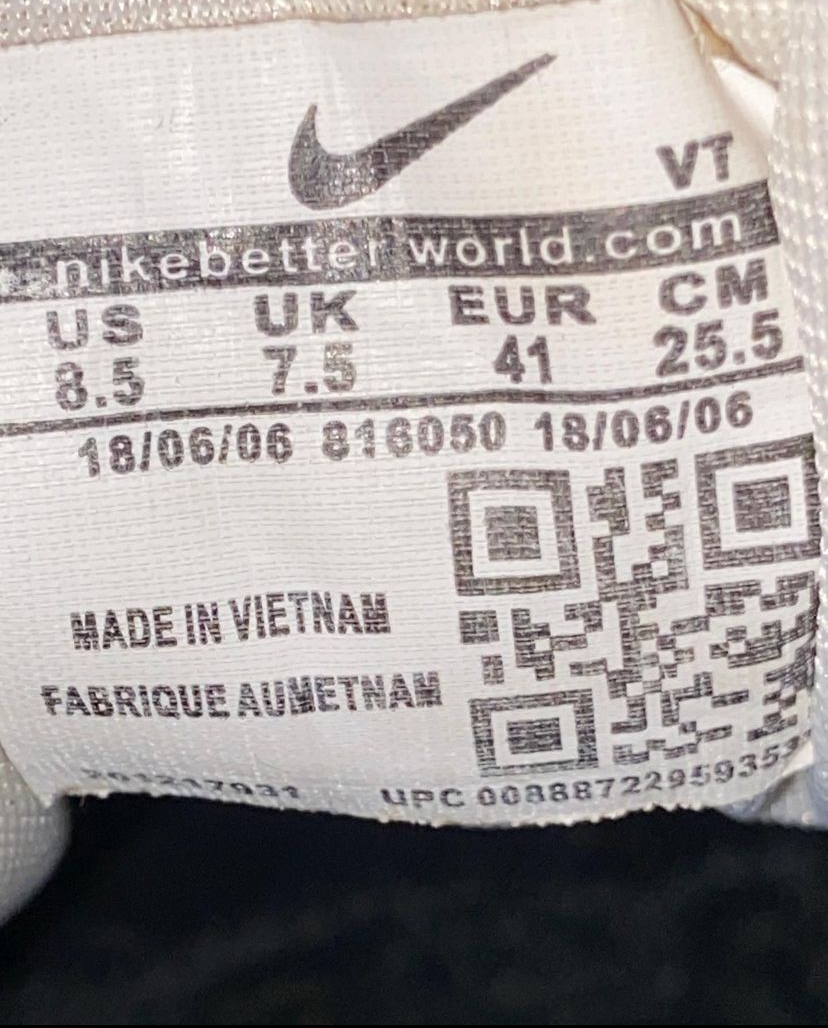 VT
nikebetterworld.com
US UK EUR CM
8.5 7.5 41 25.5
18/06/06 816050 18/06/06
MADE IN VIETNAM
FABRIQUE AU VIETNAM
UPC 00888722959353